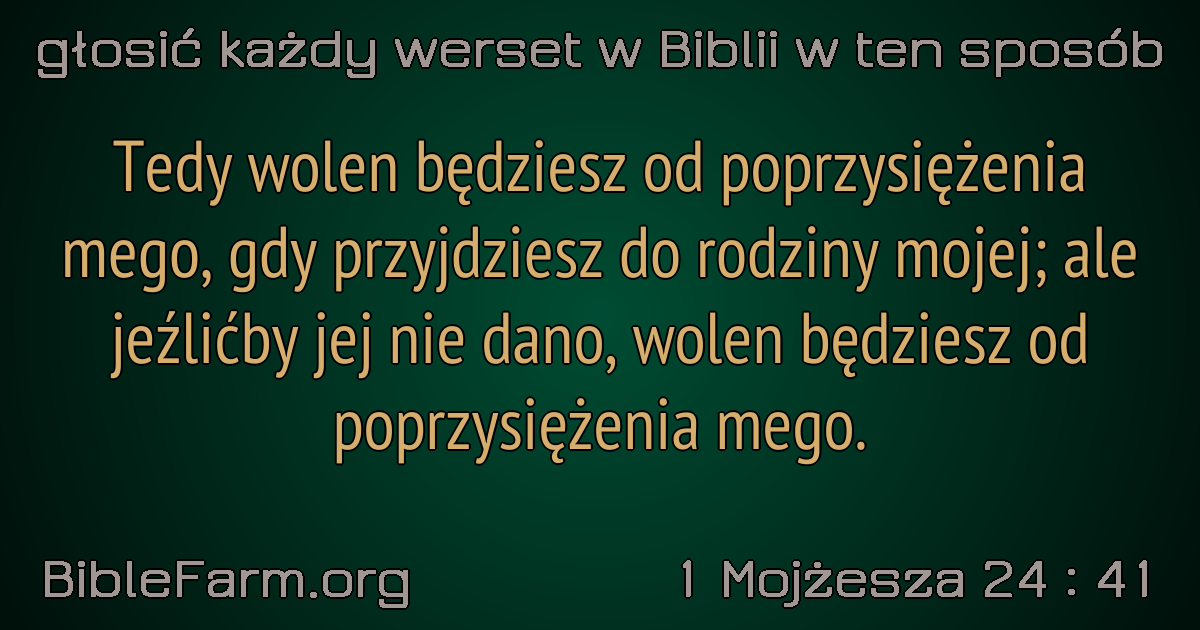 głosić każdy werset w Biblii w ten sposób
Tedy wolen będziesz od poprzysiężenia
mego, gdy przyjdziesz do rodziny mojej; ale
jeźlićby jej nie dano, wolen będziesz od
poprzysiężenia mego.
BibleFarm.org
1 Mojżesza 24 : 41